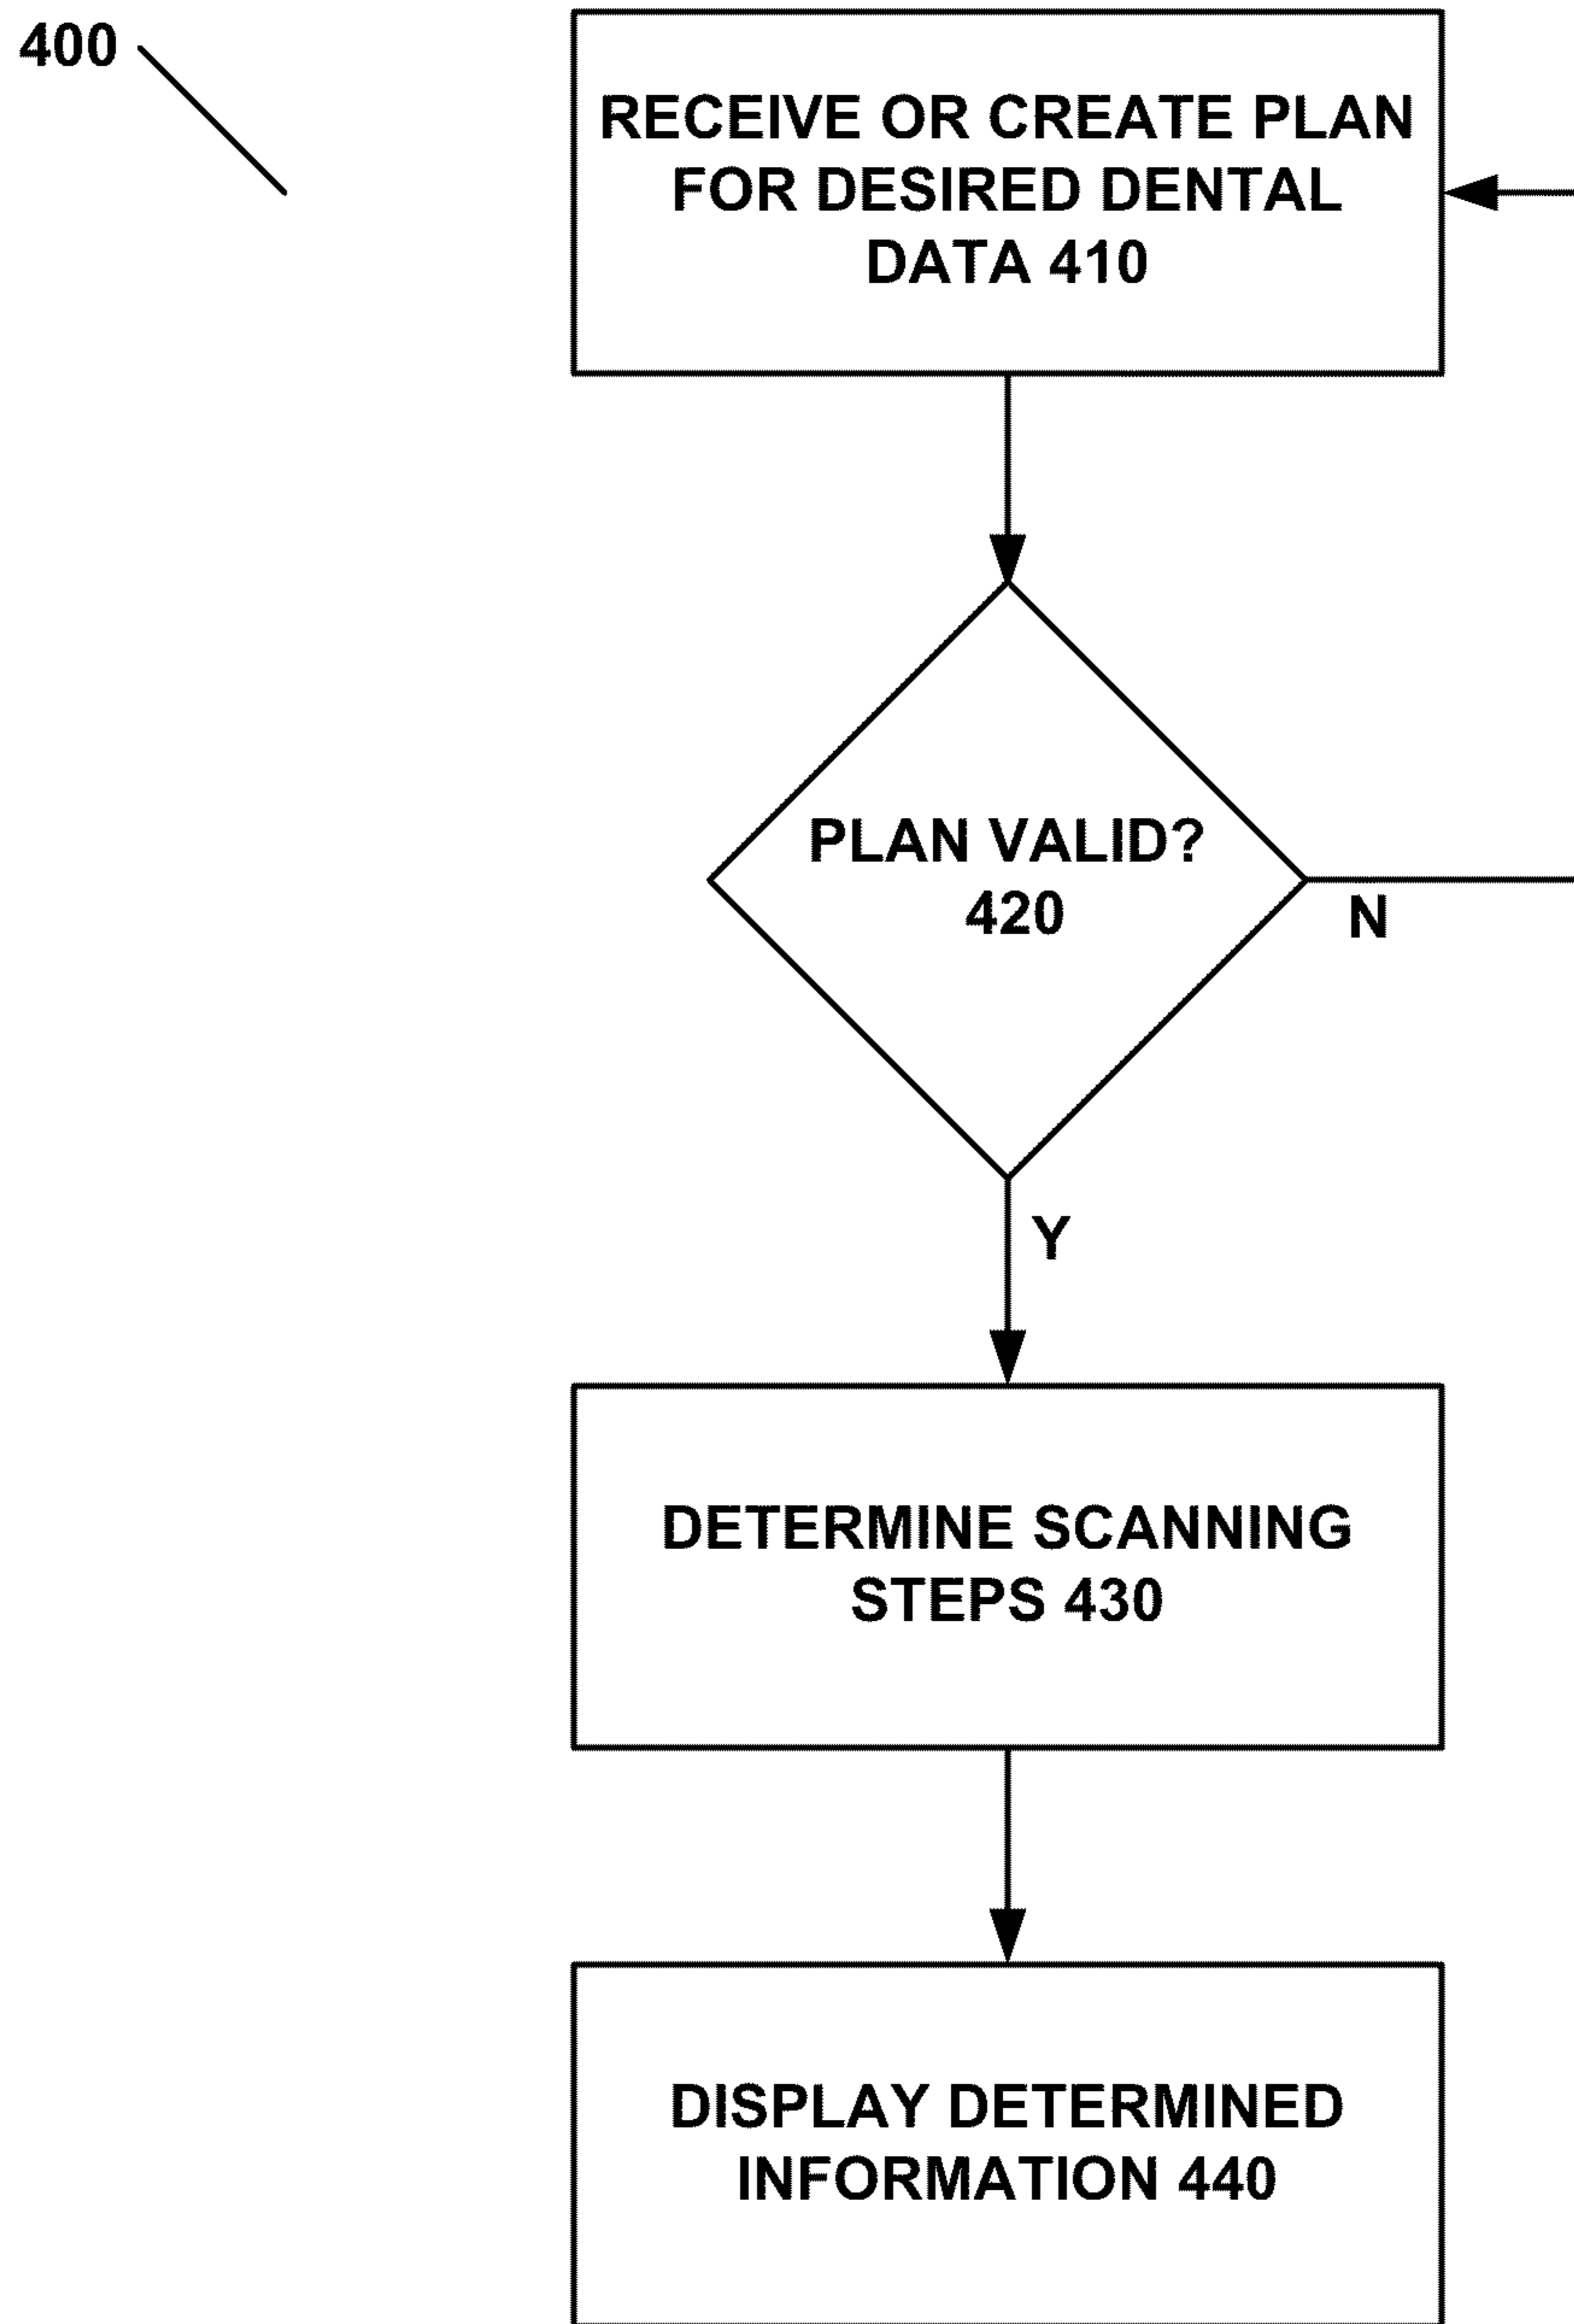 400
RECEIVE OR CREATE PLAN
FOR DESIRED DENTAL
DATA 410
PLAN VALID?
420
N
Y
DETERMINE SCANNING
STEPS 430
DISPLAY DETERMINED
INFORMATION 440